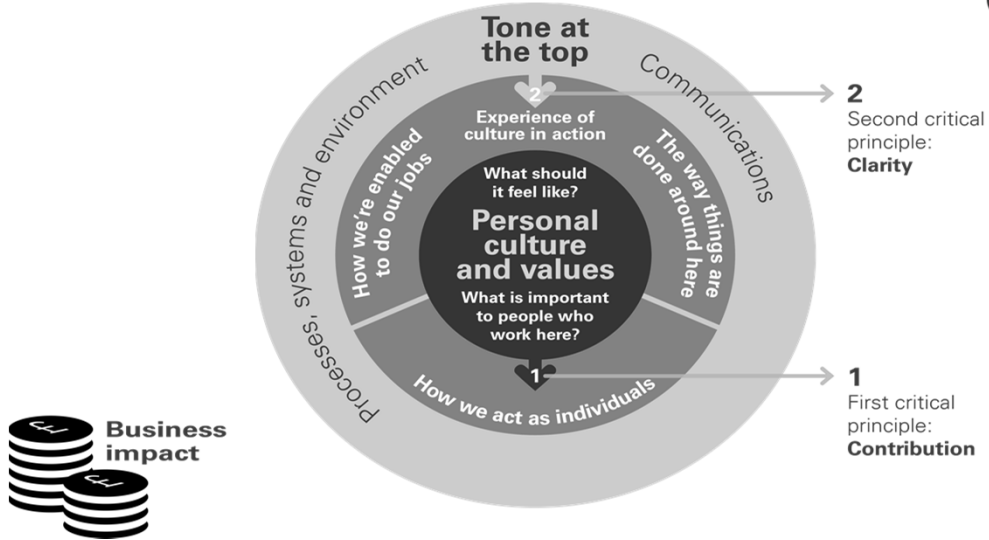 Tone at
the top
Processes, systems and environment
Communications
2
Experience of
culture in action
How we're enabled
to do our jobs
The way things are
done around here
What should
it feel like?
Personal
culture
and values
What is important
to people who
work here?
1
How we act as individuals
2
Second critical
principle:
Clarity
1
First critical
principle:
Contribution
£
£
Business
impact